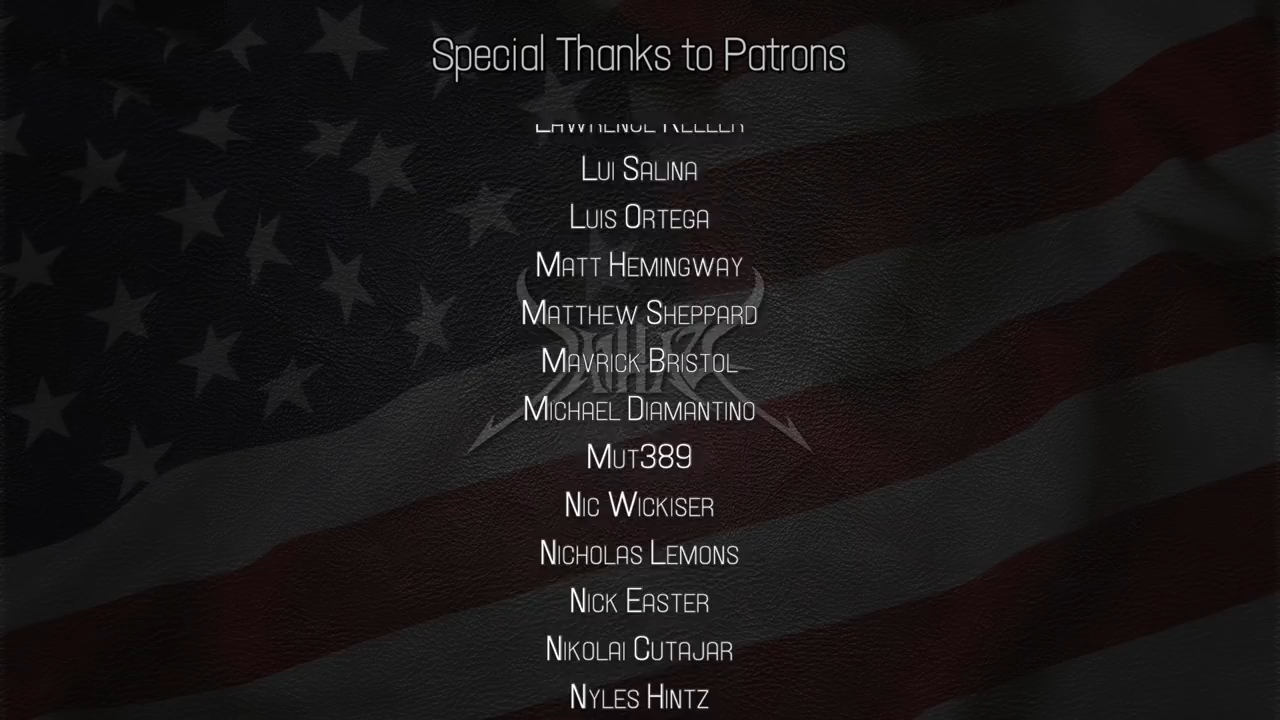 Special Thanks to Patrons
Lui Salina
Luis Ortega
Matt Hemingway
Matthew Sheppard
Mavrick Bristol
Michael Diamantino
Mut389
Nic Wickiser
Nicholas Lemons
Nick Easter
Nikolai Cutajar
Nyles Hintz